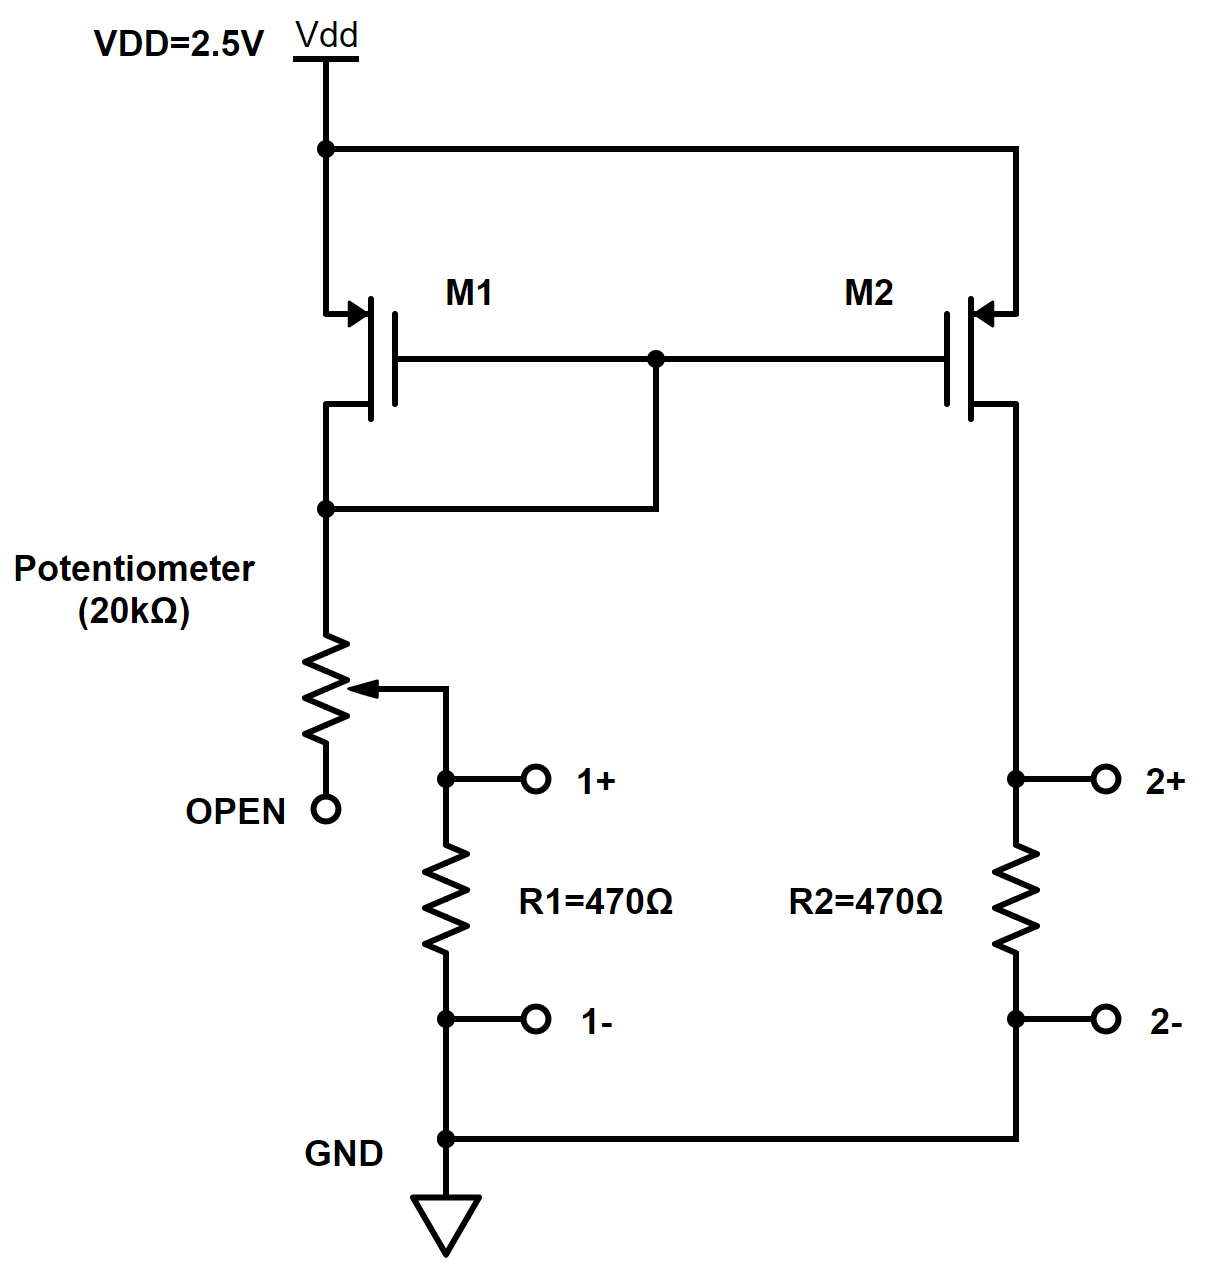 VDD=2.5V
Vdd
M1
M2
Potentiometer
(20kΩ)
1+
2+
OPEN
R1=470Ω
R2=470Ω
1-
2-
GND